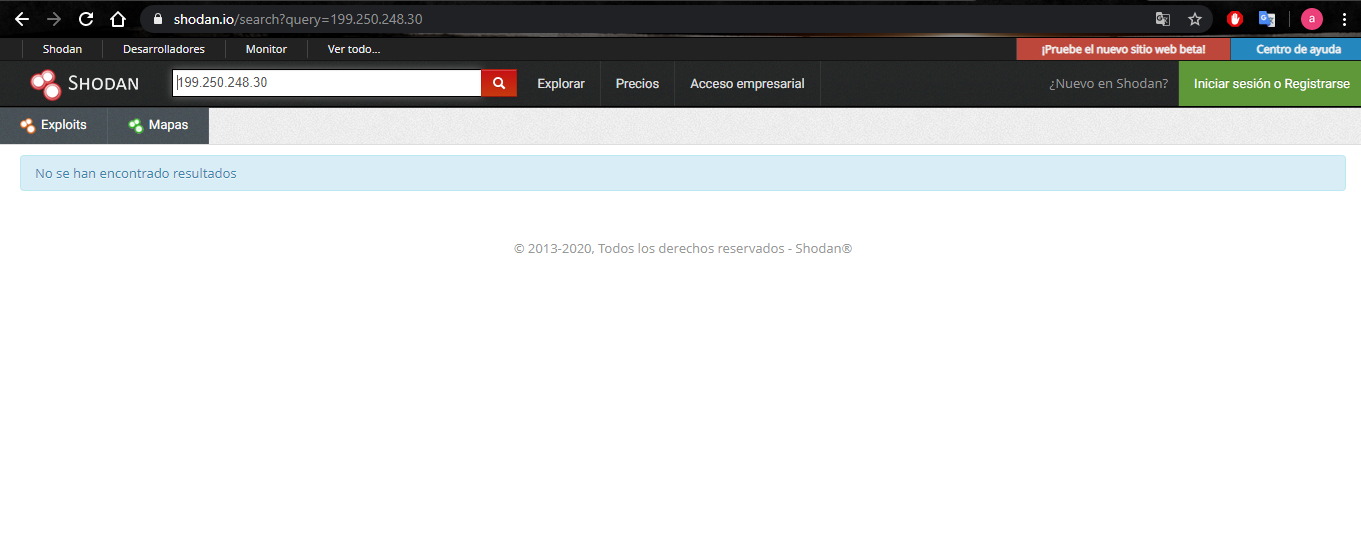 shodan.io/search?query=199.250.248.30
a
Shodan Desarrolladores Monitor Ver todo... ¡Pruebe el nuevo sitio web beta! Centro de ayuda
SHODAN 199.250.248.30 Explorar Precios Acceso empresarial ¿Nuevo en Shodan? Iniciar sesión o Registrarse
Exploits Mapas
No se han encontrado resultados
© 2013-2020, Todos los derechos reservados - Shodan®